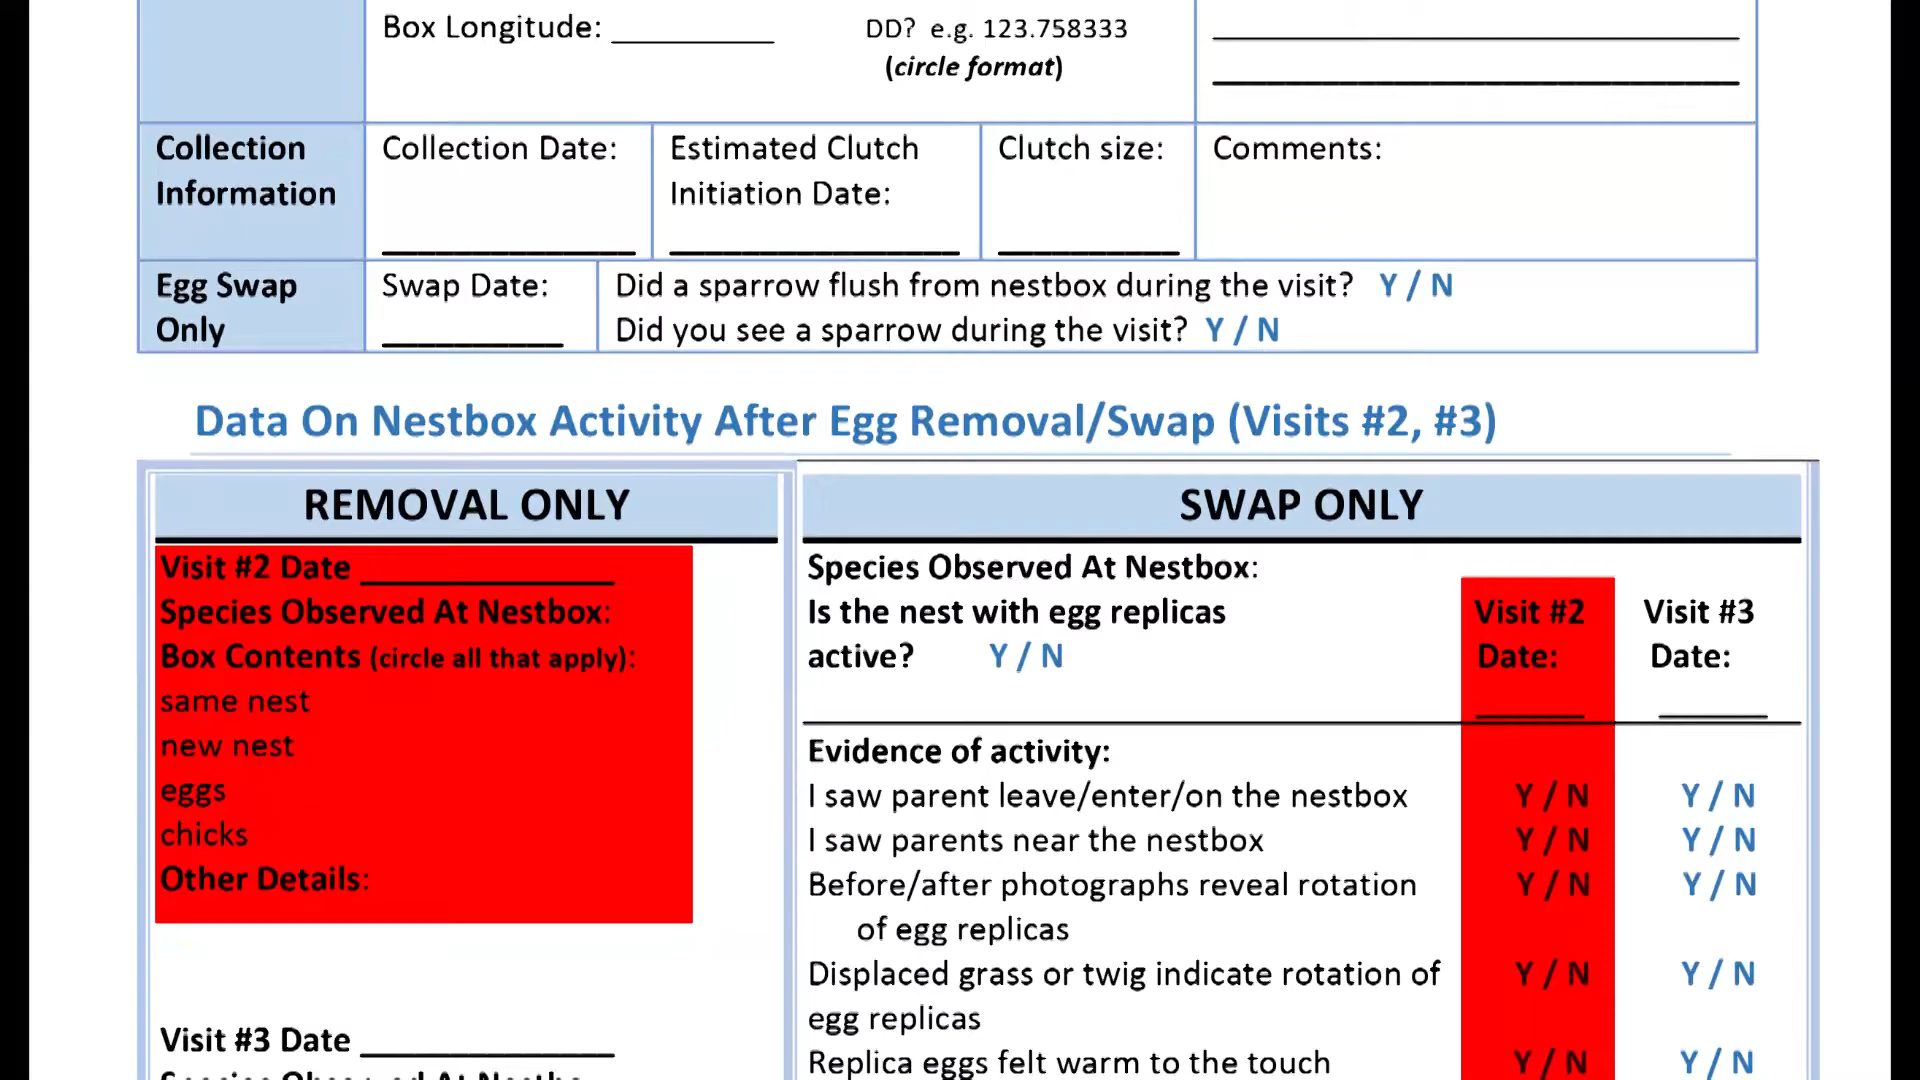 Box Longitude: _________
DD? e.g. 123.758333
(circle format)
Collection Information
Collection Date: ______________
Estimated Clutch Initiation Date: ________________
Clutch size: __________
Comments:
Egg Swap Only
Swap Date: __________
Did a sparrow flush from nestbox during the visit? Y / N
Did you see a sparrow during the visit? Y / N
Data On Nestbox Activity After Egg Removal/Swap (Visits #2, #3)
REMOVAL ONLY
Visit #2 Date ______________
Species Observed At Nestbox:
Box Contents (circle all that apply):
same nest
new nest
eggs
chicks
Other Details:
Visit #3 Date ______________
SWAP ONLY
Species Observed At Nestbox:
Is the nest with egg replicas
active? Y / N
Visit #2
Date:
______
Visit #3
Date:
______
Evidence of activity:
I saw parent leave/enter/on the nestbox Y / N Y / N
I saw parents near the nestbox Y / N Y / N
Before/after photographs reveal rotation Y / N Y / N
of egg replicas
Displaced grass or twig indicate rotation of Y / N Y / N
egg replicas
Replica eggs felt warm to the touch Y / N Y / N